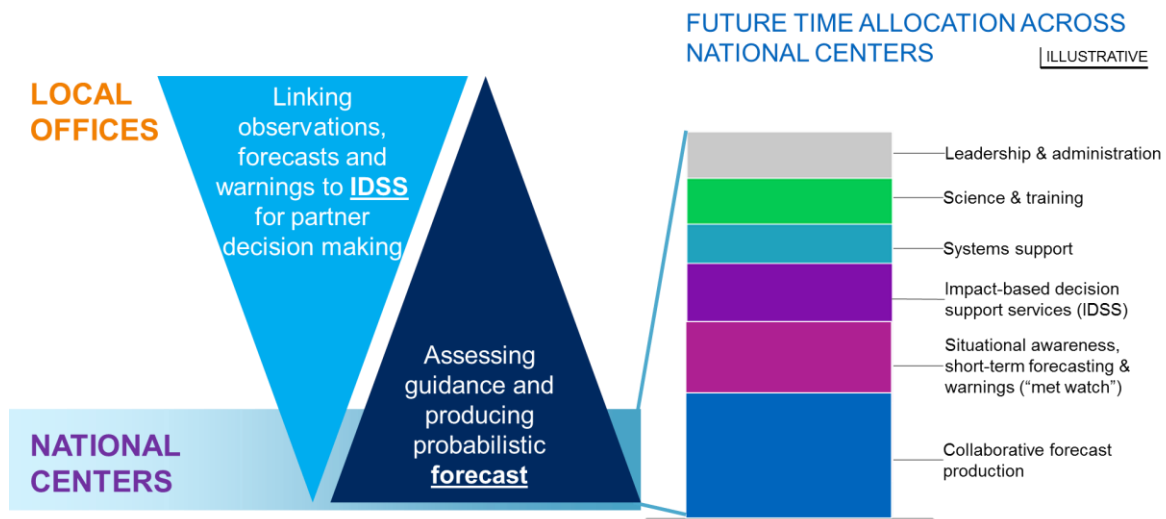 FUTURE TIME ALLOCATION ACROSS
NATIONAL CENTERS
ILLUSTRATIVE
LOCAL
OFFICES
Linking
observations,
forecasts and
warnings to IDSS
for partner
decision making
Assessing
guidance and
producing
probabilistic
forecast
NATIONAL
CENTERS
Leadership & administration
Science & training
Systems support
Impact-based decision
support services (IDSS)
Situational awareness,
short-term forecasting &
warnings (“met watch”)
Collaborative forecast
production